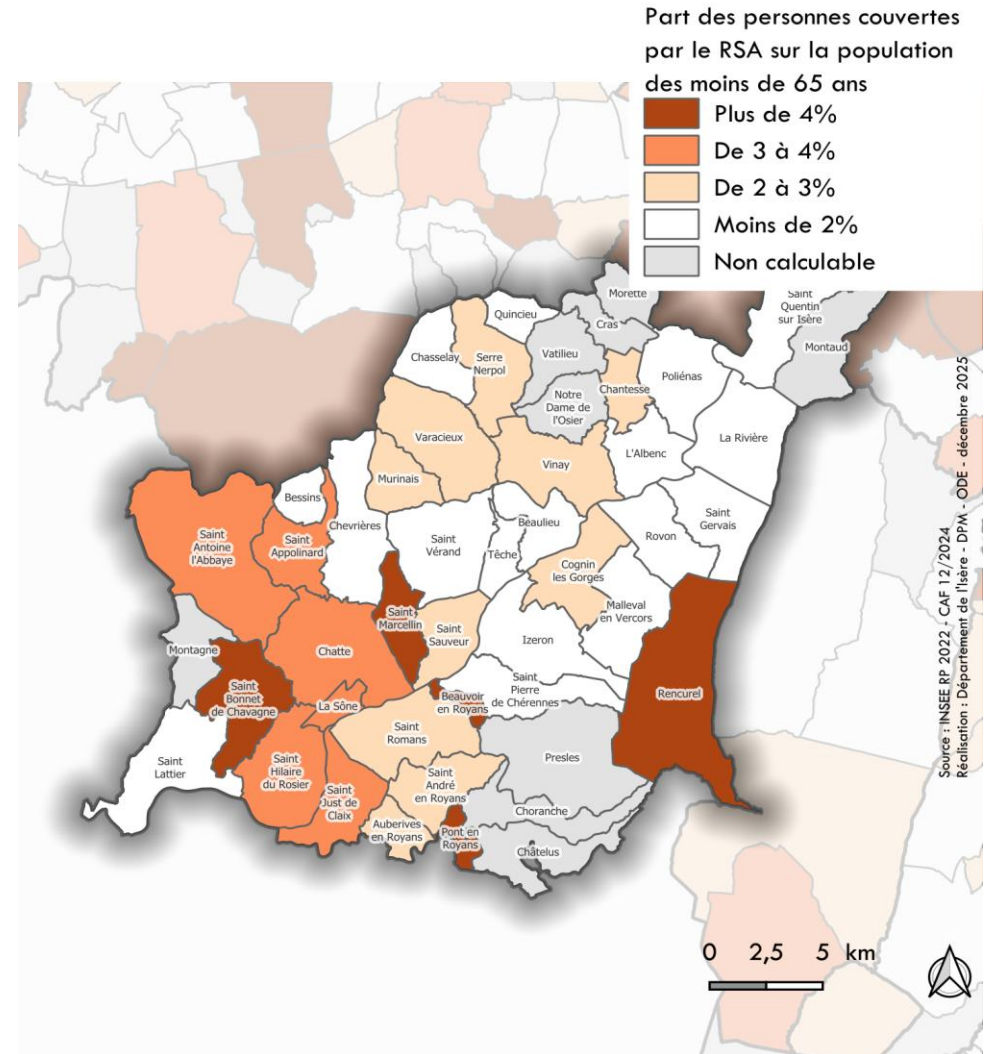 Part des personnes couvertes
par le RSA sur la population
des moins de 65 ans
Plus de 4%
De 3 à 4%
De 2 à 3%
Moins de 2%
Non calculable
Saint
Quentin
sur Isère
Morette
Quincieu
Cras
Montaud
Chasselay
Serre
Nerpol
Vatilieu
Poliénas
Chantesse
Notre
Dame de
l'Osier
Varacieux
La Rivière
L'Albenc
Vinay
Murinais
Bessins
Chevrières
Beaulieu
Saint
Gervais
Saint
Antoine
l'Abbaye
Saint
Appolinard
Saint
Vérand
Têche
Rovon
Cognin
les Gorges
Malleval
en Vercors
Saint
Marcellin
Saint
Sauveur
Izeron
Montagne
Chatte
Saint
Bonnet
de Chavagne
La Sône
Beauvoir
en Royans
Saint
Pierre
de Chérennes
Rencurel
Saint
Romans
Saint
Lattier
Saint
Hilaire
du Rosier
Presles
Saint
André
en Royans
Saint
Just de
Claix
Choranche
Auberives
en Royans
Pont en
Royans
Châtelus
Source : INSEE RP 2022 - CAF 12/2024
Réalisation : Département de l'Isère - DPM - ODE - décembre 2025
0 2,5 5 km